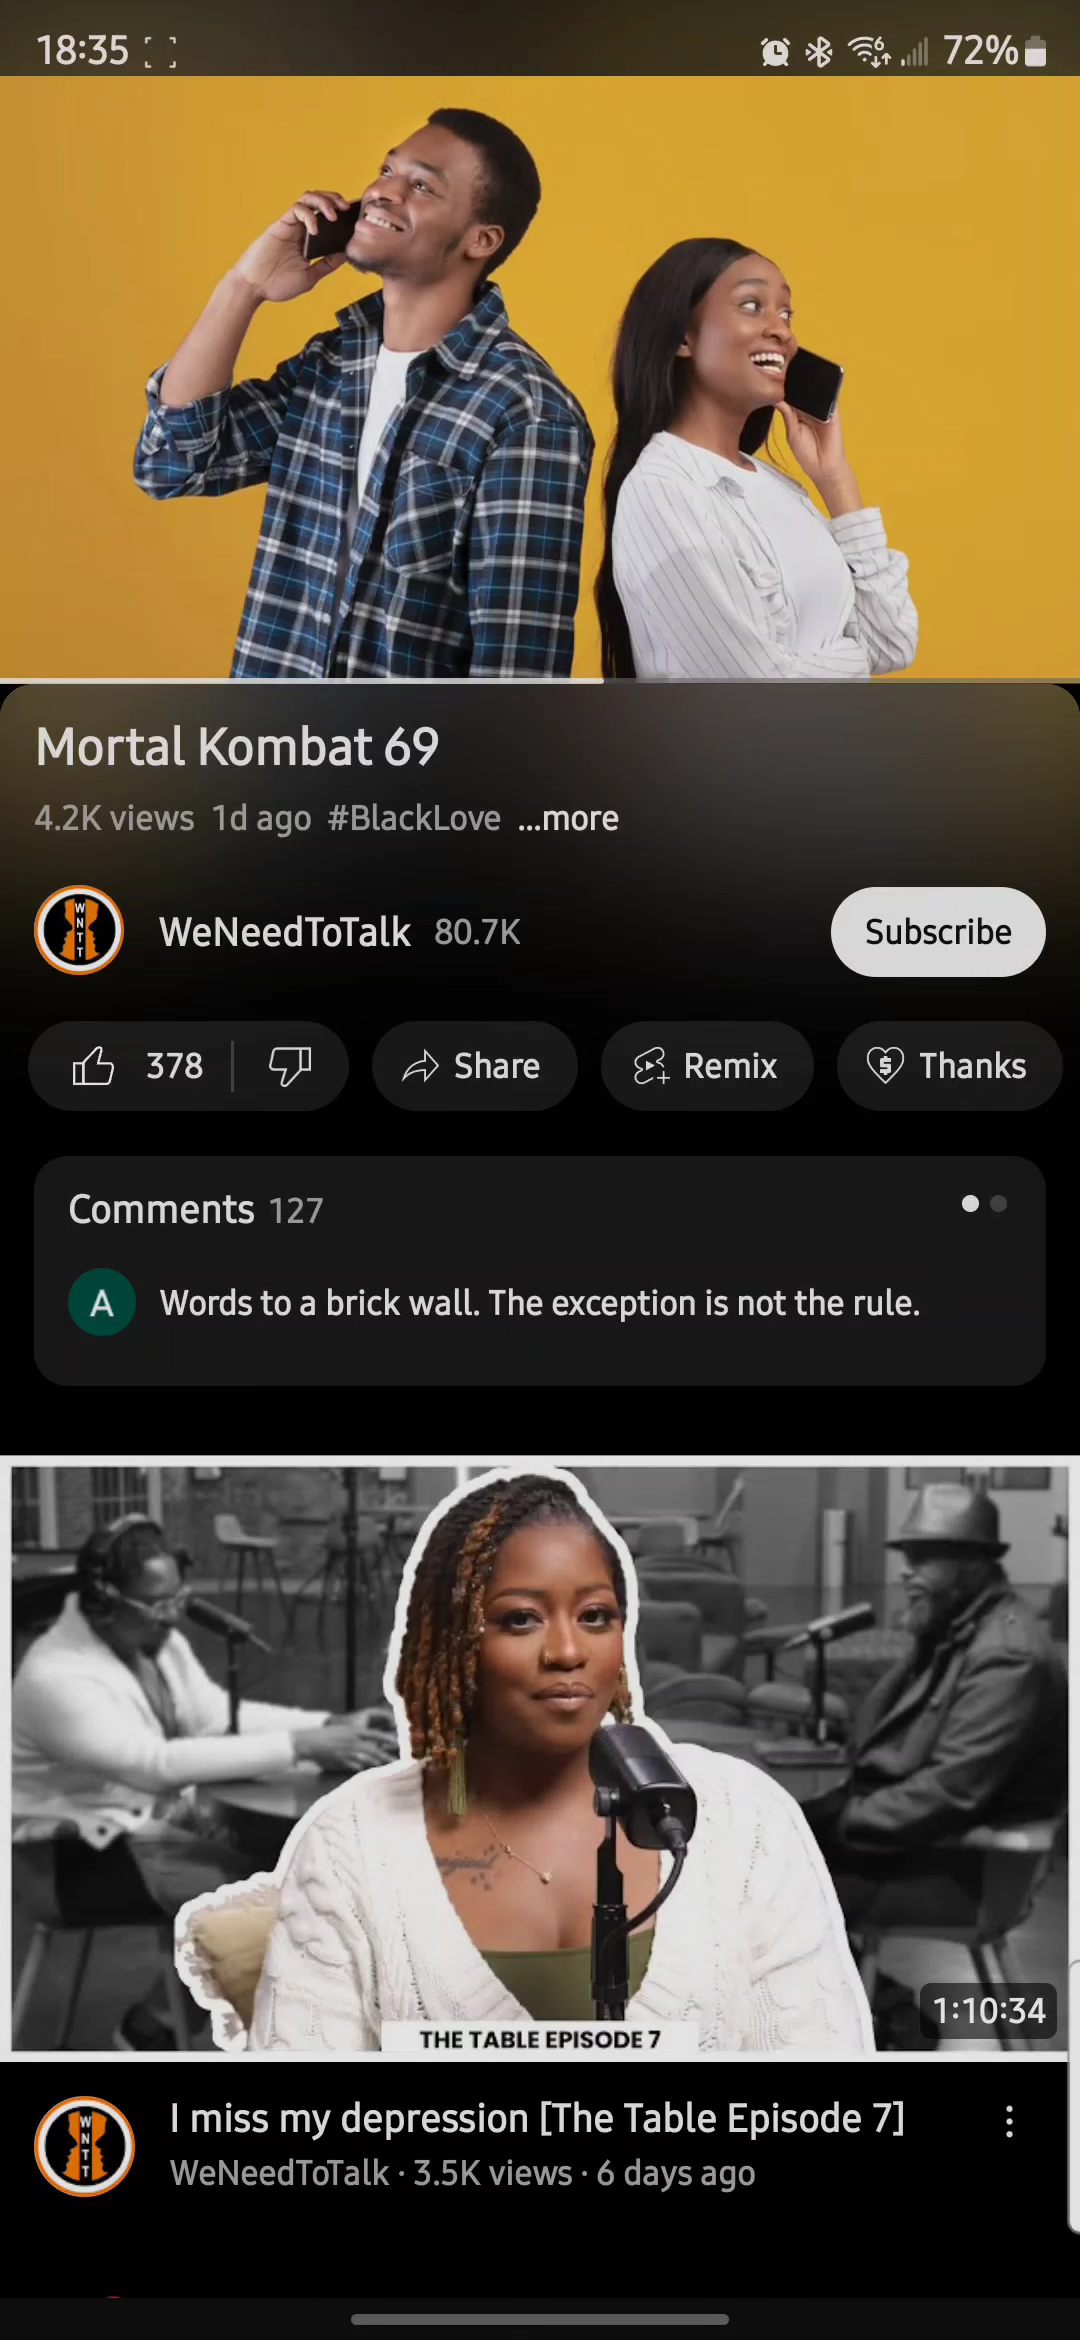 18:35 72%
Mortal Kombat 69
4.2K views 1d ago #BlackLove ...more
WNTT
WeNeedToTalk 80.7K
Subscribe
378 Share Remix Thanks
Comments 127
A Words to a brick wall. The exception is not the rule.
1:10:34
THE TABLE EPISODE 7
WNTT
I miss my depression [The Table Episode 7]
WeNeedToTalk · 3.5K views · 6 days ago